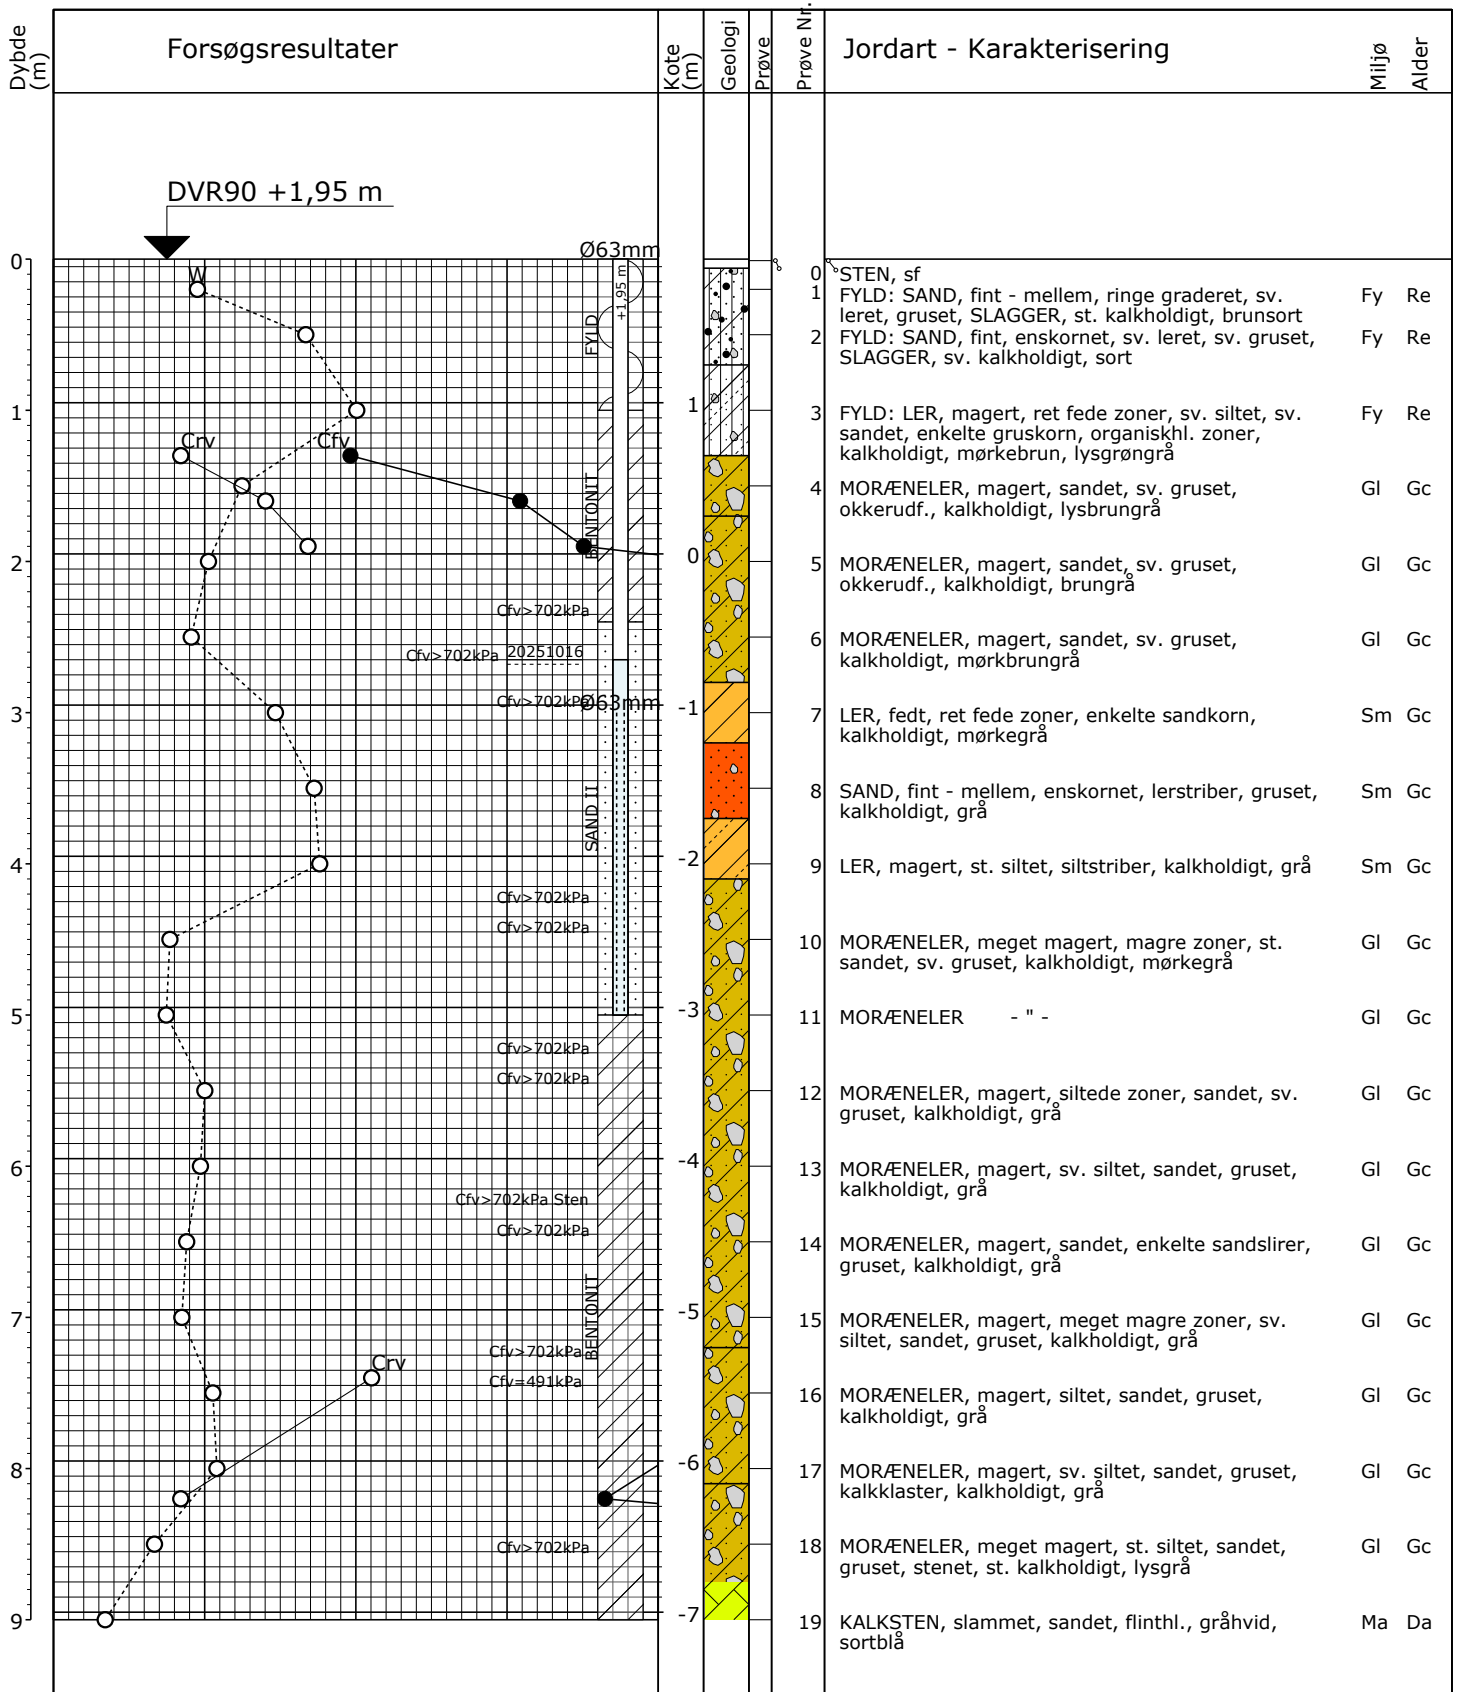 Dybde
(m)
Forsøgsresultater
Kote
(m)
Geologi
Prøve
Prøve Nr.
Jordart - Karakterisering
Miljø
Alder
DVR90 +1,95 m
Ø63mm
+1,95 m
W
FYLD
0
1
2
3
4
5
6
7
8
9
Crv
Cfv
BENTONIT
Cfv>702kPa
Cfv>702kPa
20251016
Cfv>702kPa
Ø63mm
SAND II
Cfv>702kPa
Cfv>702kPa
Cfv>702kPa
Cfv>702kPa
Cfv>702kPa Sten
Cfv>702kPa
BENTONIT
Cfv>702kPa
Crv
Cfv=491kPa
Cfv>702kPa
1
0
-1
-2
-3
-4
-5
-6
-7
0 STEN, sf
1 FYLD: SAND, fint - mellem, ringe graderet, sv. Fy Re
leret, gruset, SLAGGER, st. kalkholdigt, brunsort
2 FYLD: SAND, fint, enskornet, sv. leret, sv. gruset, Fy Re
SLAGGER, sv. kalkholdigt, sort
3 FYLD: LER, magert, ret fede zoner, sv. siltet, sv. Fy Re
sandet, enkelte gruskorn, organiskhl. zoner,
kalkholdigt, mørkebrun, lysgrøngrå
4 MORÆNELER, magert, sandet, sv. gruset, Gl Gc
okkerudf., kalkholdigt, lysbrungrå
5 MORÆNELER, magert, sandet, sv. gruset, Gl Gc
okkerudf., kalkholdigt, brungrå
6 MORÆNELER, magert, sandet, sv. gruset, Gl Gc
kalkholdigt, mørkbrungrå
7 LER, fedt, ret fede zoner, enkelte sandkorn, Sm Gc
kalkholdigt, mørkegrå
8 SAND, fint - mellem, enskornet, lerstriber, gruset, Sm Gc
kalkholdigt, grå
9 LER, magert, st. siltet, siltstriber, kalkholdigt, grå Sm Gc
10 MORÆNELER, meget magert, magre zoner, st. Gl Gc
sandet, sv. gruset, kalkholdigt, mørkegrå
11 MORÆNELER - " - Gl Gc
12 MORÆNELER, magert, siltede zoner, sandet, sv. Gl Gc
gruset, kalkholdigt, grå
13 MORÆNELER, magert, sv. siltet, sandet, gruset, Gl Gc
kalkholdigt, grå
14 MORÆNELER, magert, sandet, enkelte sandslirer, Gl Gc
gruset, kalkholdigt, grå
15 MORÆNELER, magert, meget magre zoner, sv. Gl Gc
siltet, sandet, gruset, kalkholdigt, grå
16 MORÆNELER, magert, siltet, sandet, gruset, Gl Gc
kalkholdigt, grå
17 MORÆNELER, magert, sv. siltet, sandet, gruset, Gl Gc
kalkklaster, kalkholdigt, grå
18 MORÆNELER, meget magert, st. siltet, sandet, Gl Gc
gruset, stenet, st. kalkholdigt, lysgrå
19 KALKSTEN, slammet, sandet, flinthl., gråhvid, Ma Da
sortblå